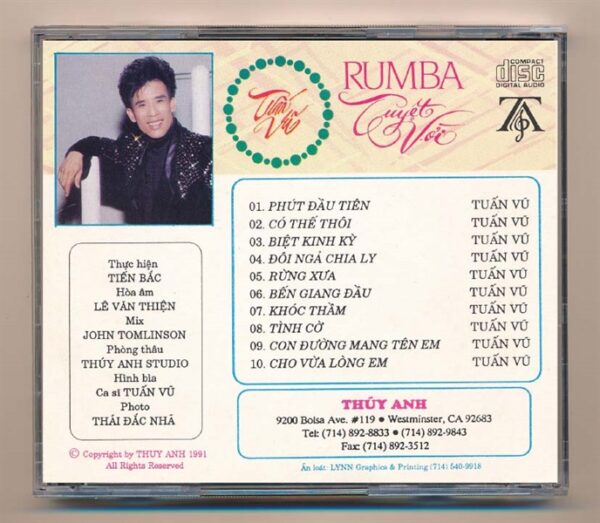 Tuấn
Vũ
RUMBA
Tuyệt
Vời
COMPACT
disc
DIGITAL AUDIO
TA
01. PHÚT ĐẦU TIÊN TUẤN VŨ
02. CÓ THẾ THÔI TUẤN VŨ
03. BIỆT KINH KỲ TUẤN VŨ
04. ĐÔI NGẢ CHIA LY TUẤN VŨ
05. RỪNG XƯA TUẤN VŨ
06. BẾN GIANG ĐẦU TUẤN VŨ
07. KHÓC THẦM TUẤN VŨ
08. TÌNH CỜ TUẤN VŨ
09. CON ĐƯỜNG MANG TÊN EM TUẤN VŨ
10. CHO VỪA LÒNG EM TUẤN VŨ
Thực hiện
TIẾN BẮC
Hòa âm
LÊ VĂN THIỆN
Mix
JOHN TOMLINSON
Phòng thâu
THÚY ANH STUDIO
Hình bìa
Ca sĩ TUẤN VŨ
Photo
THÁI ĐẮC NHÃ
© Copyright by THUY ANH 1991
All Rights Reserved
THÚY ANH
9200 Bolsa Ave. #119 • Westminster, CA 92683
Tel: (714) 892-8833 • (714) 892-9843
Fax: (714) 892-3512
Ấn loát: LYNN Graphics & Printing (714) 540-9918